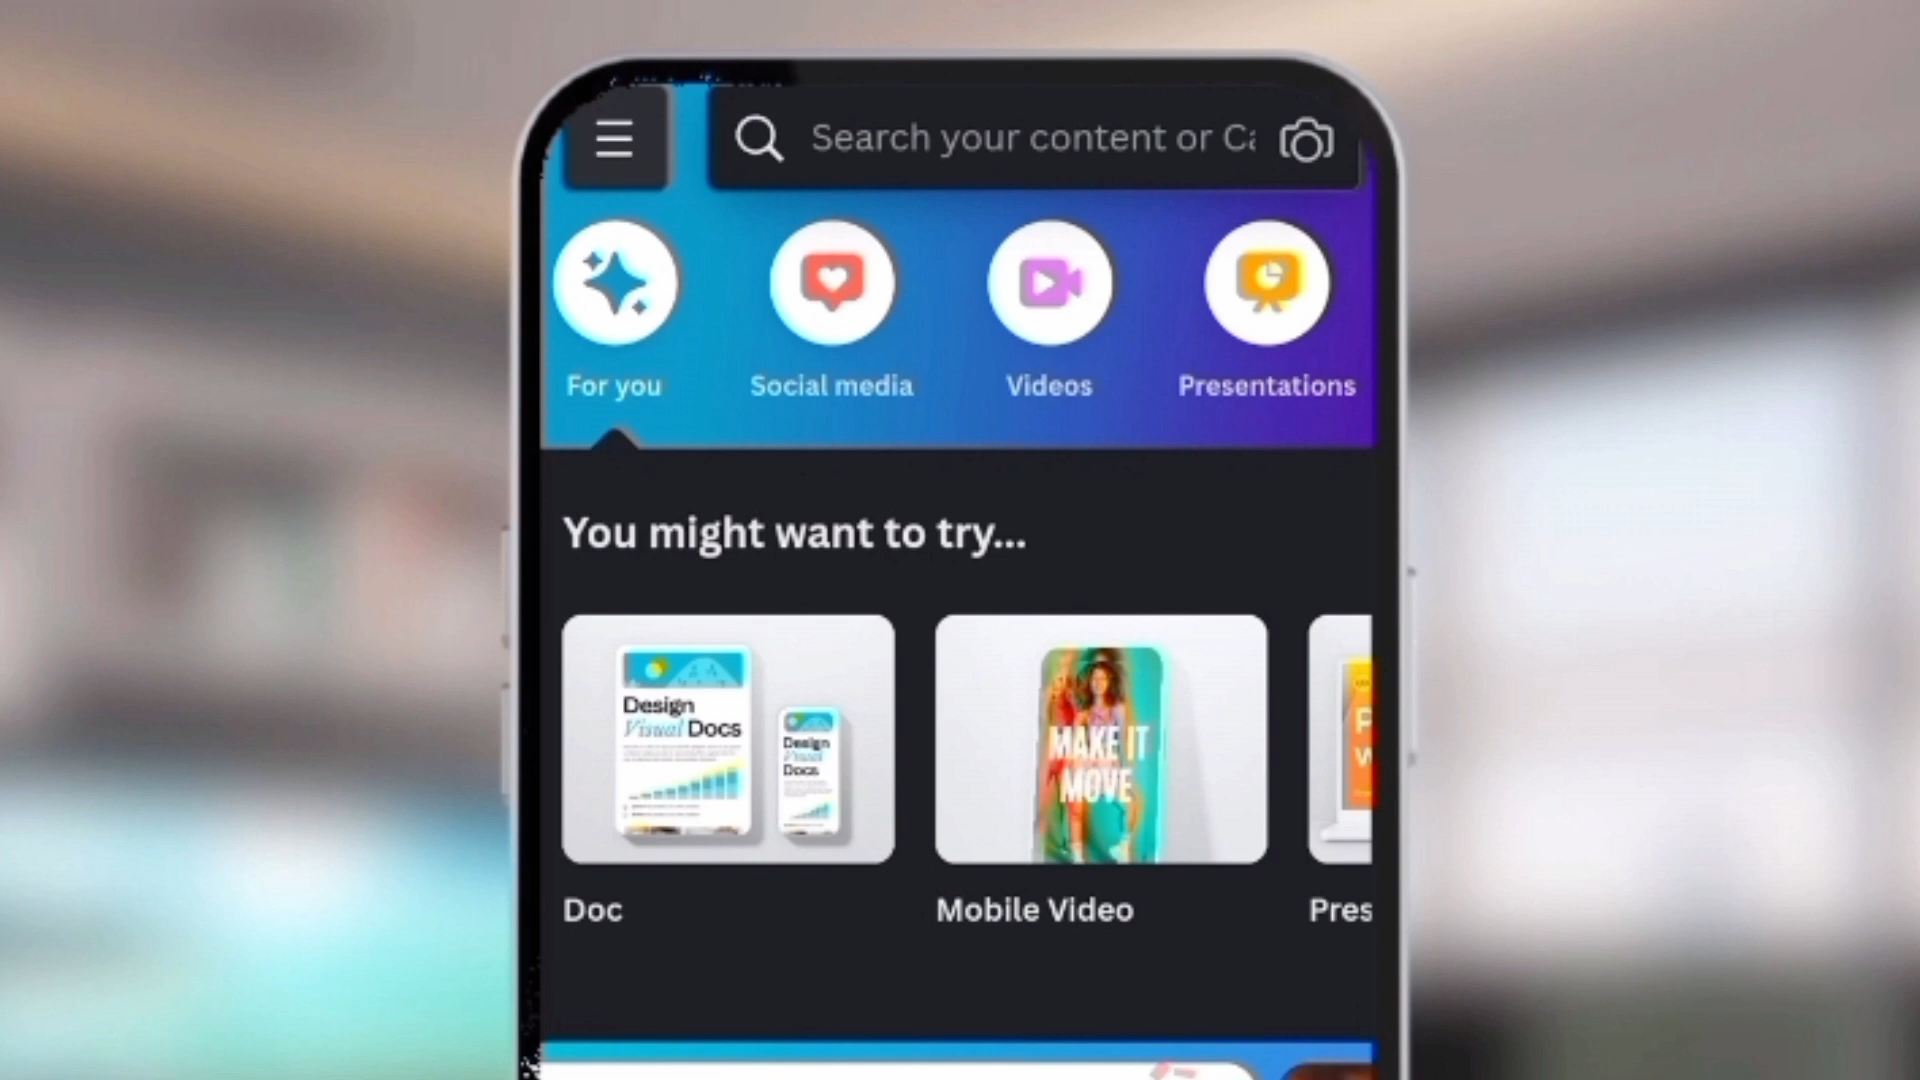 Search your content or Ca
For you
Social media
Videos
Presentations
You might want to try...
Design
Visual Docs
Design
Visual
Docs
MAKE IT
MOVE
Doc
Mobile Video
Pres